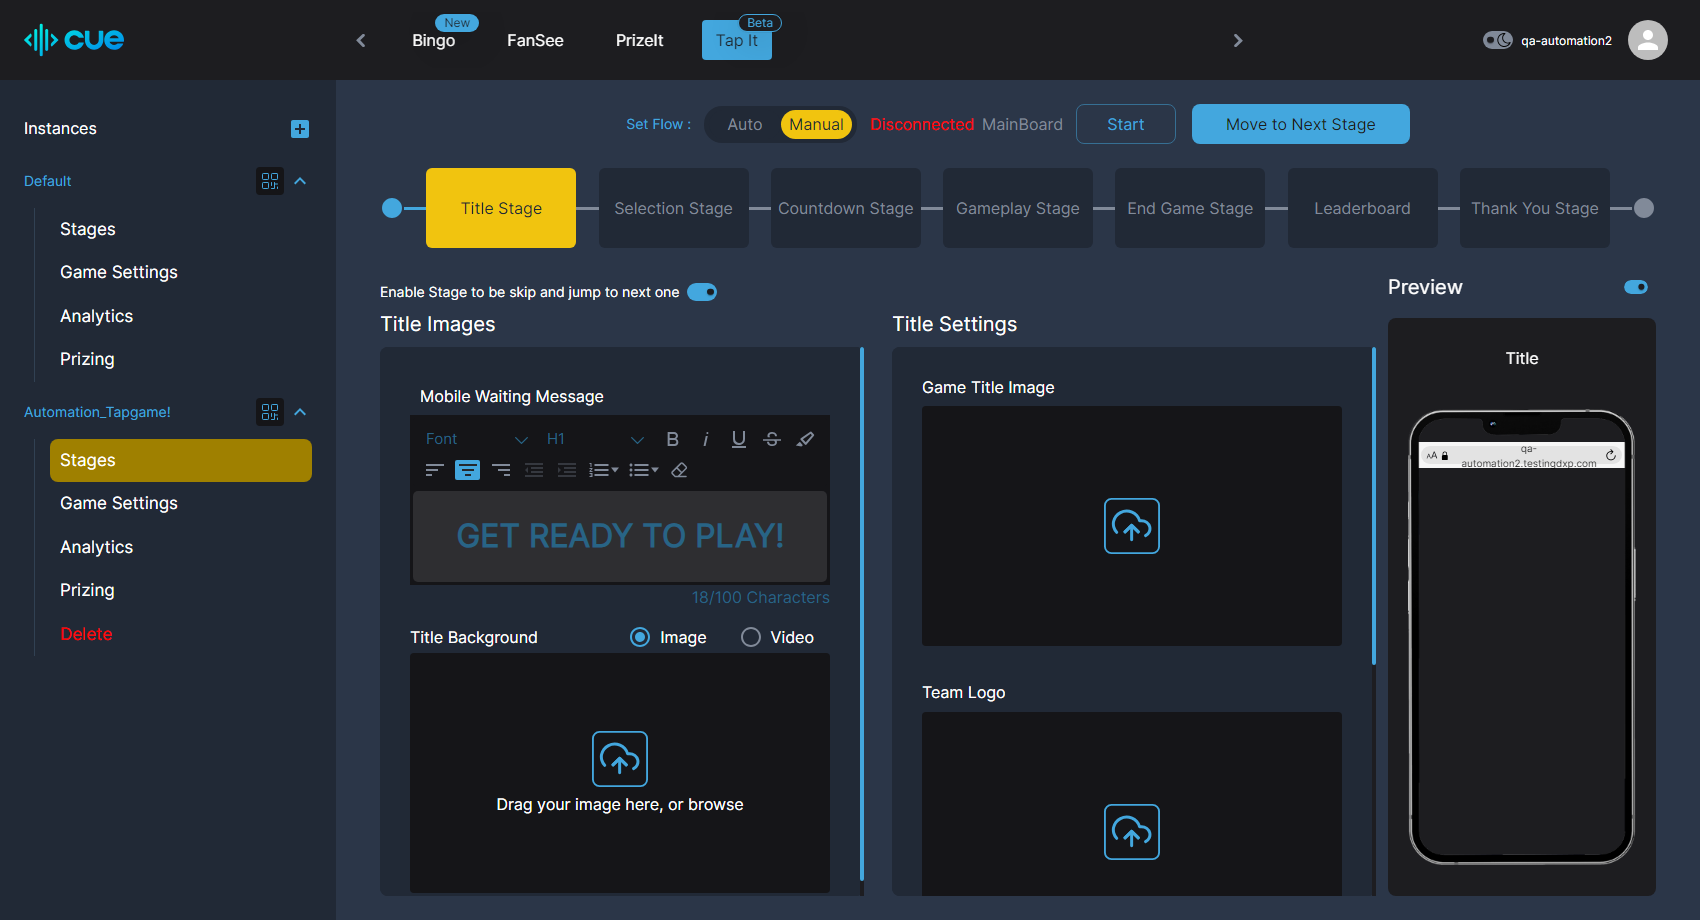 cue
New
Bingo
FanSee
PrizeIt
Beta
Tap It
qa-automation2
Instances
Default
Stages
Game Settings
Analytics
Prizing
Automation_Tapgame!
Stages
Game Settings
Analytics
Prizing
Delete
Set Flow :
Auto
Manual
Disconnected MainBoard
Start
Move to Next Stage
Title Stage
Selection Stage
Countdown Stage
Gameplay Stage
End Game Stage
Leaderboard
Thank You Stage
Enable Stage to be skip and jump to next one
Title Images
Mobile Waiting Message
Font
H1
B i U S
GET READY TO PLAY!
18/100 Characters
Title Background
Image
Video
Drag your image here, or browse
Title Settings
Game Title Image
Team Logo
Preview
Title
AA
qa-
automation2.testingdxp.com